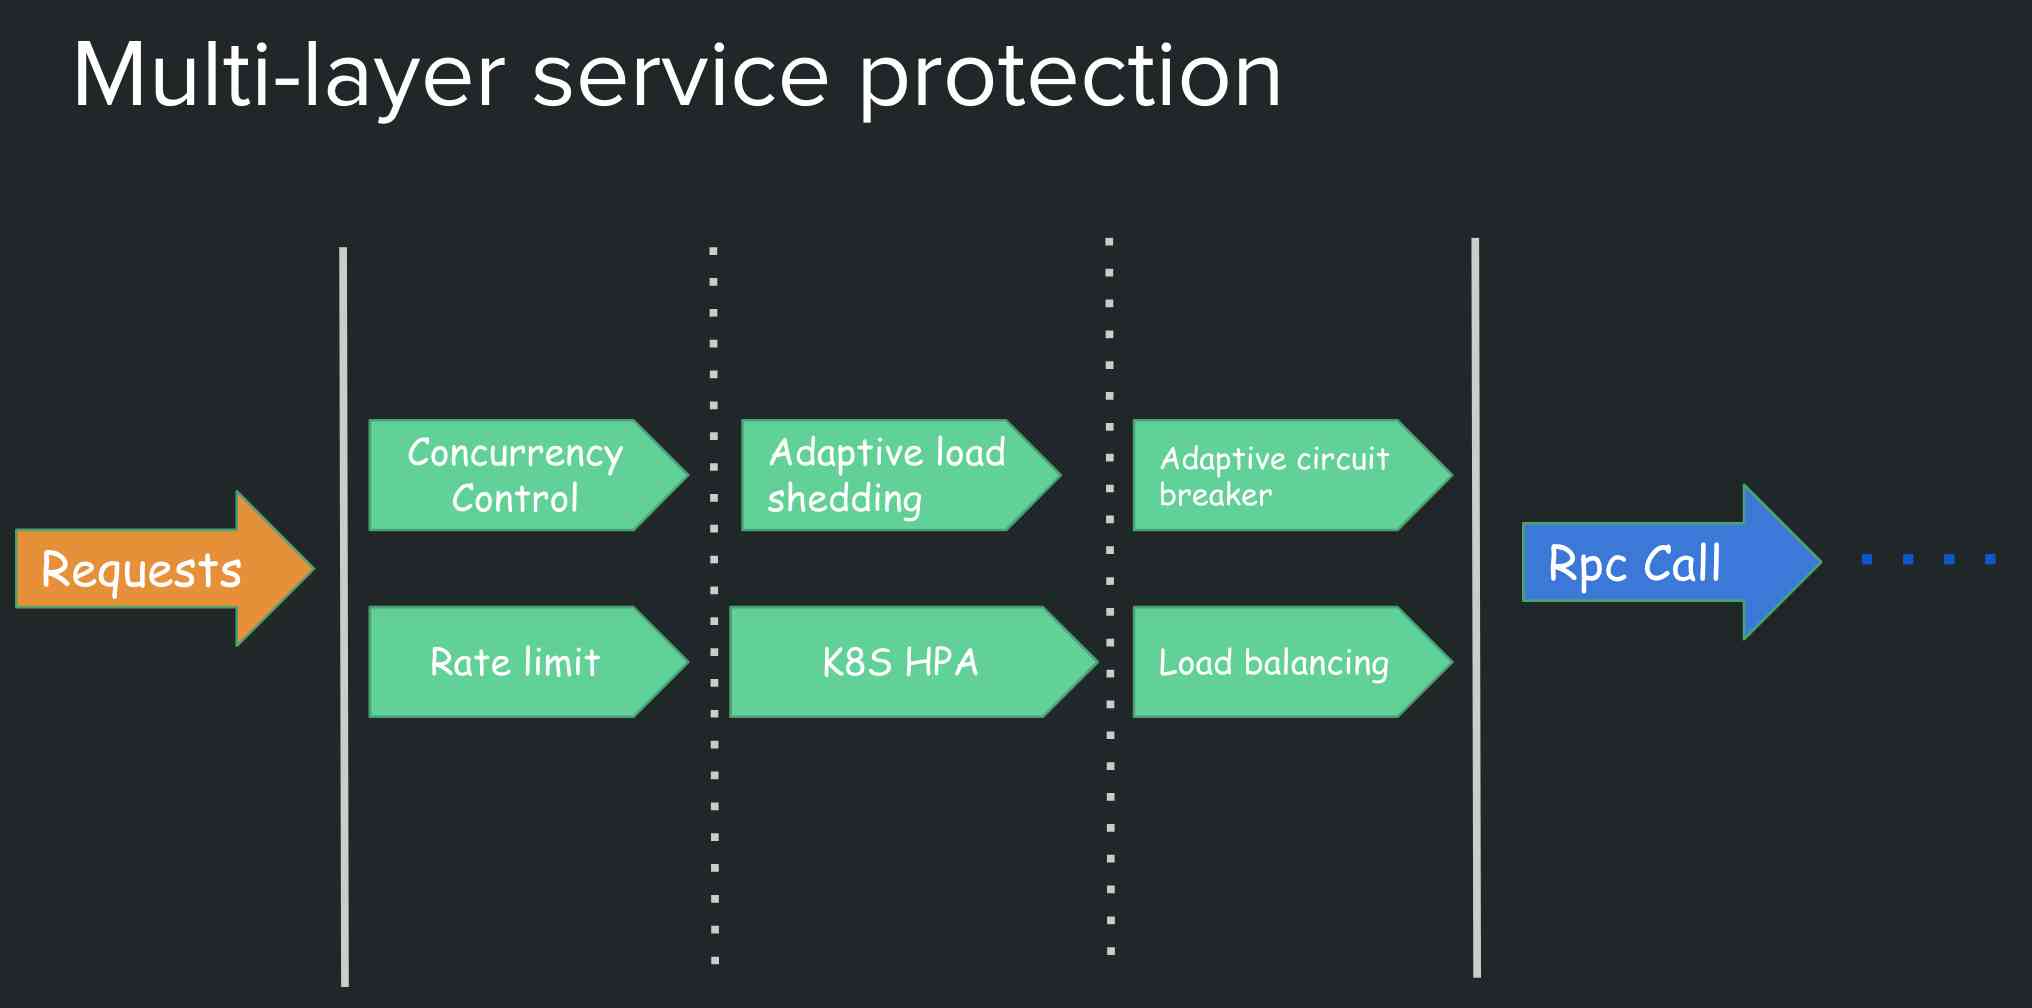 Multi-layer service protection
Concurrency
Control
Adaptive load
shedding
Adaptive circuit
breaker
Requests
Rpc Call
Rate limit
K8S HPA
Load balancing